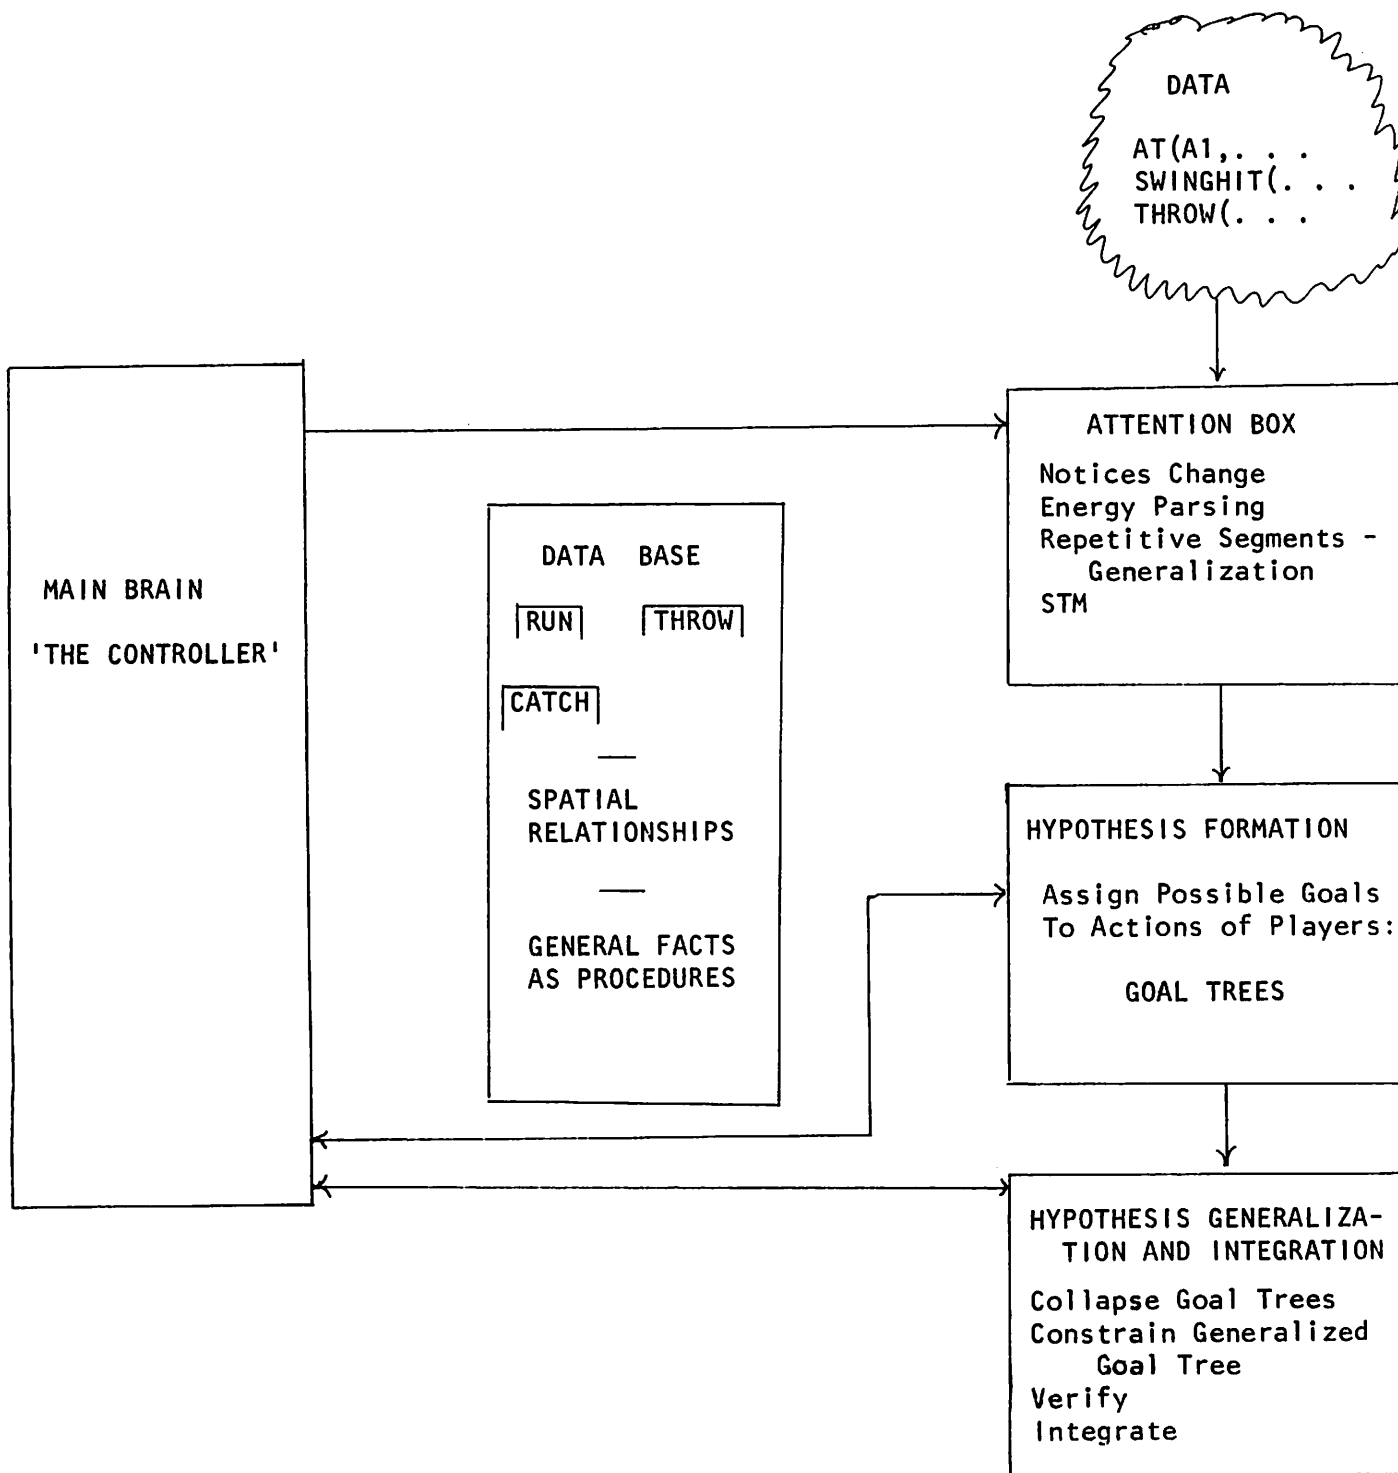 DATA
AT(A1,. . .
SWINGHIT(. . .
THROW(. . .
ATTENTION BOX
Notices Change
Energy Parsing
Repetitive Segments -
Generalization
STM
MAIN BRAIN
'THE CONTROLLER'
DATA BASE
RUN THROW
CATCH
SPATIAL
RELATIONSHIPS
GENERAL FACTS
AS PROCEDURES
HYPOTHESIS FORMATION
Assign Possible Goals
To Actions of Players:
GOAL TREES
HYPOTHESIS GENERALIZA-
TION AND INTEGRATION
Collapse Goal Trees
Constrain Generalized
Goal Tree
Verify
Integrate